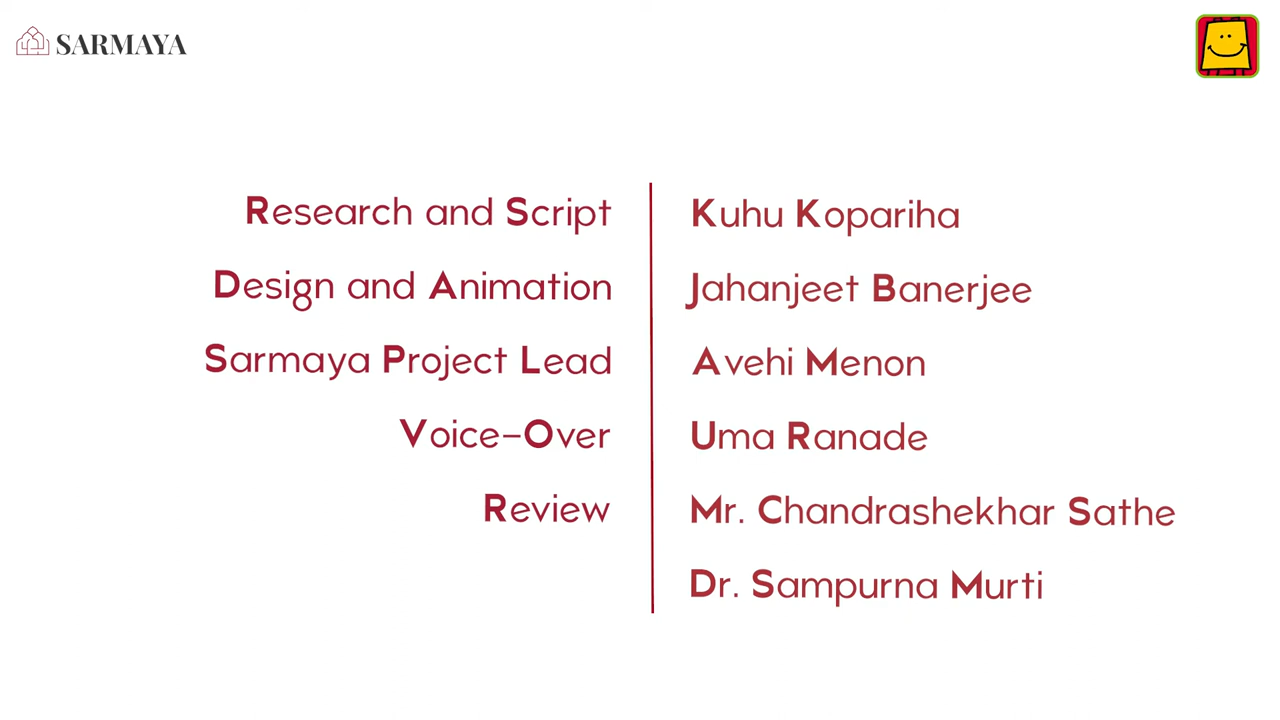 SARMAYA
Research and Script
Kuhu Kopariha
Design and Animation
Jahanjeet Banerjee
Sarmaya Project Lead
Avehi Menon
Voice-Over
Uma Ranade
Review
Mr. Chandrashekhar Sathe
Dr. Sampurna Murti